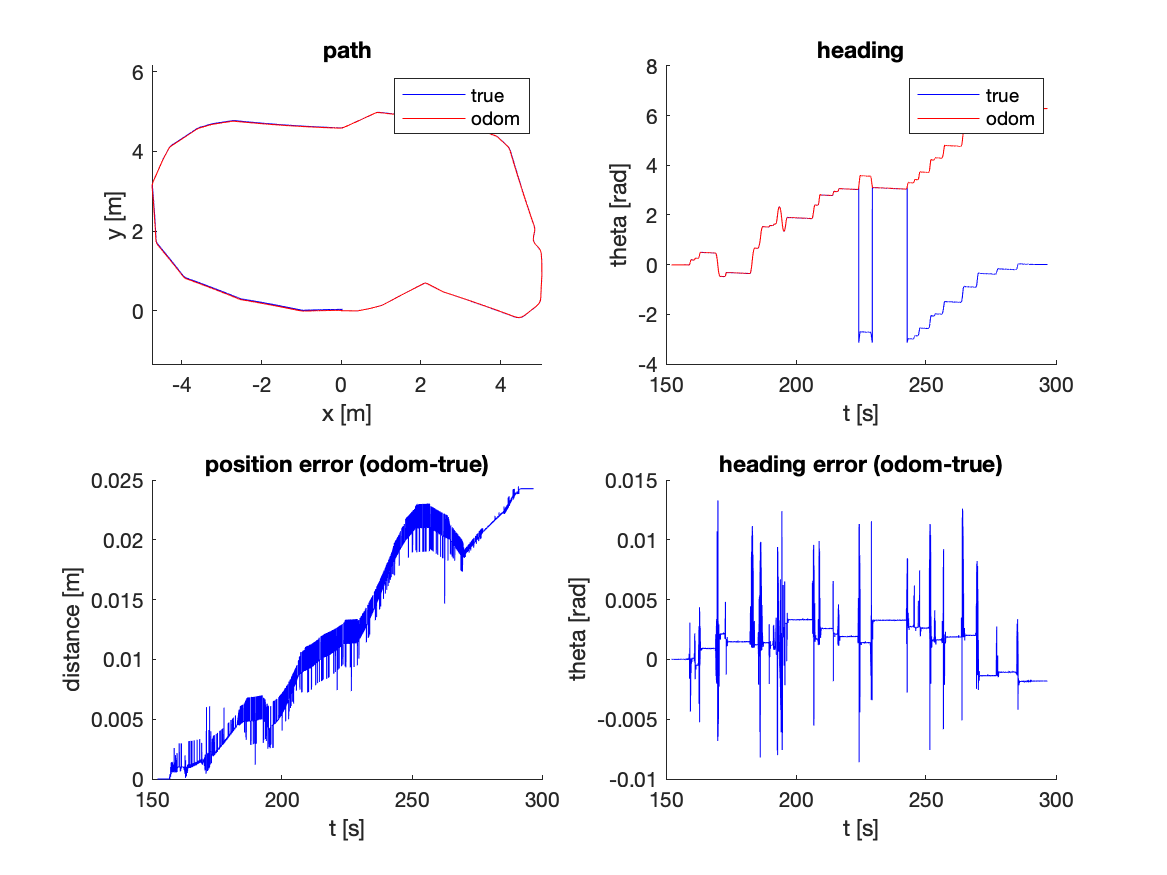 path
6
4
2
0
y [m]
-4
-2
0
2
4
x [m]
true
odom
heading
8
6
4
2
0
-2
-4
theta [rad]
150
200
250
300
t [s]
true
odom
position error (odom-true)
0.025
0.02
0.015
0.01
0.005
0
distance [m]
150
200
250
300
t [s]
heading error (odom-true)
0.015
0.01
0.005
0
-0.005
-0.01
theta [rad]
150
200
250
300
t [s]